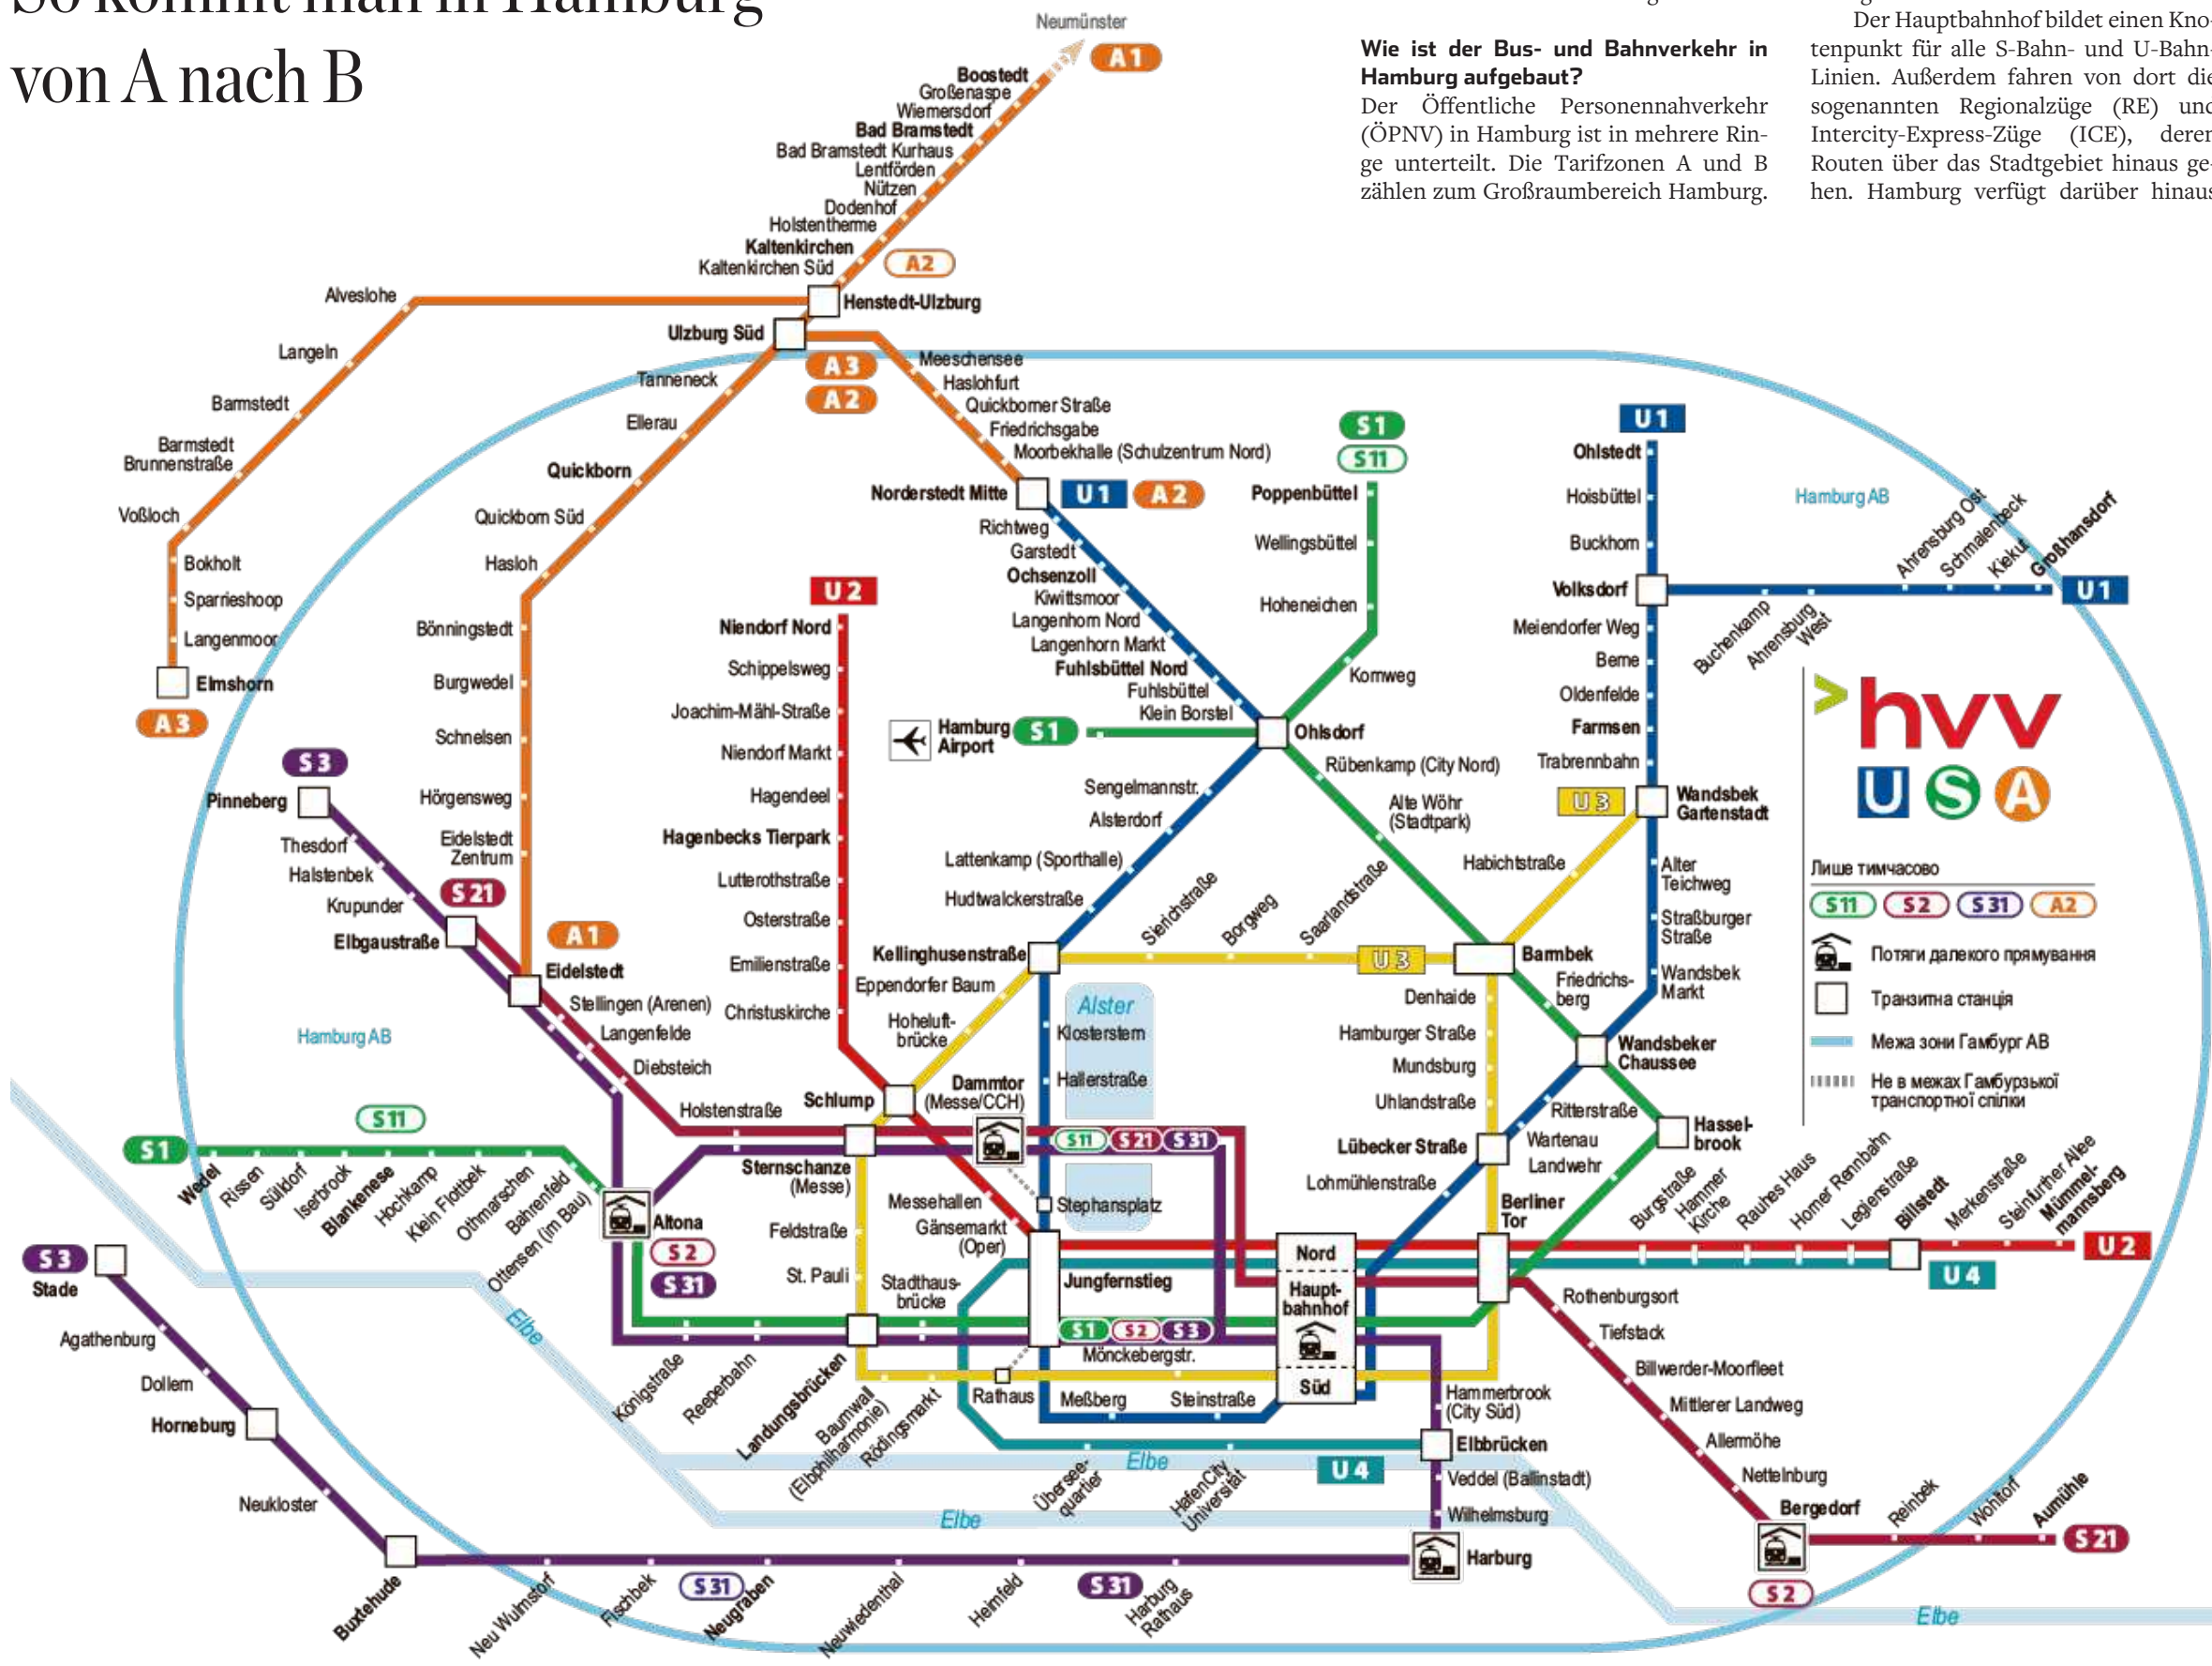 So kommt man in Hamburg
von A nach B
Wie ist der Bus- und Bahnverkehr in
Hamburg aufgebaut?
Der Öffentliche Personennahverkehr
(ÖPNV) in Hamburg ist in mehrere Rin-
ge unterteilt. Die Tarifzonen A und B
zählen zum Großraumbereich Hamburg.
Der Hauptbahnhof bildet einen Kno-
tenpunkt für alle S-Bahn- und U-Bahn-
Linien. Außerdem fahren von dort die
sogenannten Regionalzüge (RE) und
Intercity-Express-Züge (ICE), deren
Routen über das Stadtgebiet hinaus ge-
hen. Hamburg verfügt darüber hinaus
Neumünster
A1
Boostedt
Großenaspe
Wiemersdorf
Bad Bramstedt
Bad Bramstedt Kurhaus
Lentförden
Nützen
Dodenhof
Holstentherme
Kaltenkirchen
Kaltenkirchen Süd
A2
Henstedt-Ulzburg
Ulzburg Süd
A3
A2
Alveslohe
Langeln
Barmstedt
Barmstedt
Brunnenstraße
Voßloch
Bokholt
Sparrieshoop
Langenmoor
Elmshorn
A3
Tanneneck
Ellerau
Quickborn
Quickborn Süd
Hasloh
Bönningstedt
Burgwedel
Schnelsen
Hörgensweg
Eidelstedt
Zentrum
A1
Eidelstedt
Meeschensee
Haslohfurt
Quickborner Straße
Friedrichsgabe
Moorbekhalle (Schulzentrum Nord)
Norderstedt Mitte
U1
A2
Richtweg
Garstedt
Ochsenzoll
Kiwittsmoor
Langenhorn Nord
Langenhorn Markt
Fuhlsbüttel Nord
Fuhlsbüttel
Klein Borstel
Hamburg
Airport
S1
Ohlsdorf
S1
S11
Poppenbüttel
Wellingsbüttel
Hoheneichen
Kornweg
U1
Ohlstedt
Hoisbüttel
Buckhorn
Volksdorf
Hamburg AB
Buchenkamp
Ahrensburg
West
Ahrensburg Ost
Schmalenbeck
Kiekut
Großhansdorf
U1
Meiendorfer Weg
Berne
Oldenfelde
Farmsen
Trabrennbahn
U3
Wandsbek
Gartenstadt
Habichtstraße
Alter
Teichweg
Straßburger
Straße
Wandsbek
Markt
Wandsbeker
Chaussee
U2
Niendorf Nord
Schippelsweg
Joachim-Mähl-Straße
Niendorf Markt
Hagendeel
Hagenbecks Tierpark
Lutterothstraße
Osterstraße
Emilienstraße
Christuskirche
Schlump
Sengelmannstr.
Alsterdorf
Lattenkamp (Sporthalle)
Hudtwalckerstraße
Kellinghusenstraße
Eppendorfer Baum
Hoheluft-
brücke
Rübenkamp (City Nord)
Alte Wöhr
(Stadtpark)
Sierichstraße
Borgweg
Saarlandstraße
U3
Barmbek
Friedrichs-
berg
Denhaide
Hamburger Straße
Mundsburg
Uhlandstraße
Lübecker Straße
Ritterstraße
Wartenau
Landwehr
Hassel-
brook
Lohmühlenstraße
Berliner
Tor
S3
Pinneberg
Thesdorf
Halstenbek
Krupunder
Elbgaustraße
S21
Stellingen (Arenen)
Langenfelde
Diebsteich
Holstenstraße
Hamburg AB
Alster
Klosterstern
Hallerstraße
Dammtor
(Messe/CCH)
S11
S21
S31
Stephansplatz
Sternschanze
(Messe)
Feldstraße
St. Pauli
Messehallen
Gänsemarkt
(Oper)
Stadthaus-
brücke
Jungfernstieg
S1
S2
S3
Mönckebergstr.
Nord
Haupt-
bahnhof
Süd
S11
S1
Wedel
Rissen
Sülldorf
Iserbrook
Blankenese
Hochkamp
Klein Flottbek
Othmarschen
Bahrenfeld
Ottensen (im Bau)
Altona
S2
S31
Königstraße
Reeperbahn
Landungsbrücken
Baumwall
(Elbphilharmonie)
Rödingsmarkt
Rathaus
Meßberg
Steinstraße
Übersee-
quartier
HafenCity
Universität
U4
Hammerbrook
(City Süd)
Elbbrücken
Veddel (Ballinstadt)
Wilhelmsburg
Harburg
Burgstraße
Hammer
Kirche
Rauhes Haus
Horner Rennbahn
Legienstraße
Billstedt
Merkenstraße
Steinfurther Allee
Mümmel-
mannsberg
U2
U4
Rothenburgsort
Tiefstack
Billwerder-Moorfleet
Mittlerer Landweg
Allermöhe
Nettelnburg
Bergedorf
S2
Reinbek
Wohltorf
Aumühle
S21
S3
Stade
Agathenburg
Dollern
Horneburg
Neukloster
Buxtehude
Neu Wulmstorf
Fischbek
S31
Neugraben
Neuwiedenthal
Heimfeld
S31
Harburg
Rathaus
Elbe
Elbe
Elbe
Elbe
hvv
U S A
Лише тимчасово
S11
S2
S31
A2
Потяги далекого прямування
Транзитна станція
Межа зони Гамбург АВ
Не в межах Гамбурзької
транспортної спілки